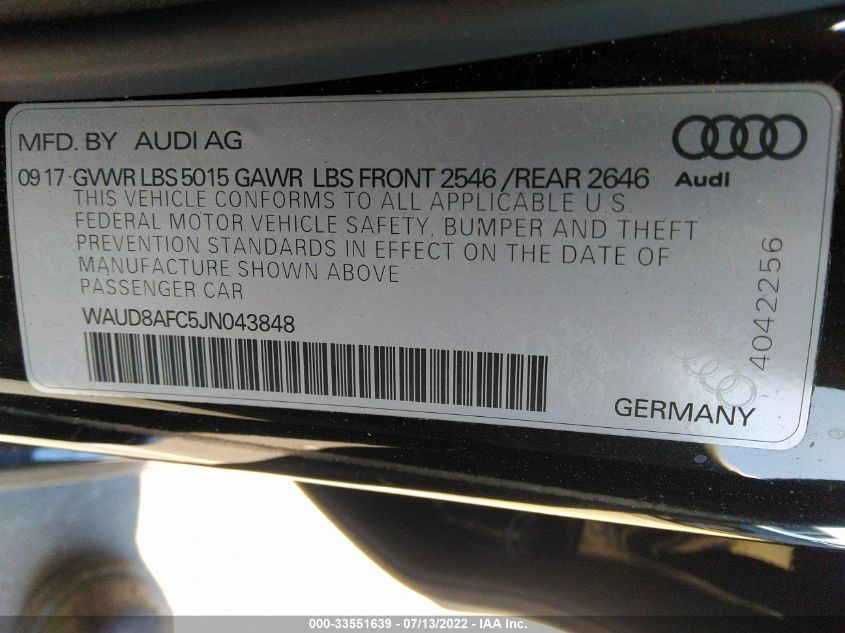 MFD. BY AUDI AG
09 17 GVWR LBS 5015 GAWR LBS FRONT 2546 /REAR 2646
Audi
THIS VEHICLE CONFORMS TO ALL APPLICABLE U.S.
FEDERAL MOTOR VEHICLE SAFETY, BUMPER AND THEFT
PREVENTION STANDARDS IN EFFECT ON THE DATE OF
MANUFACTURE SHOWN ABOVE
PASSENGER CAR
WAUD8AFC5JN043848
4042256
GERMANY
000-33551639 - 07/13/2022 - IAA Inc.